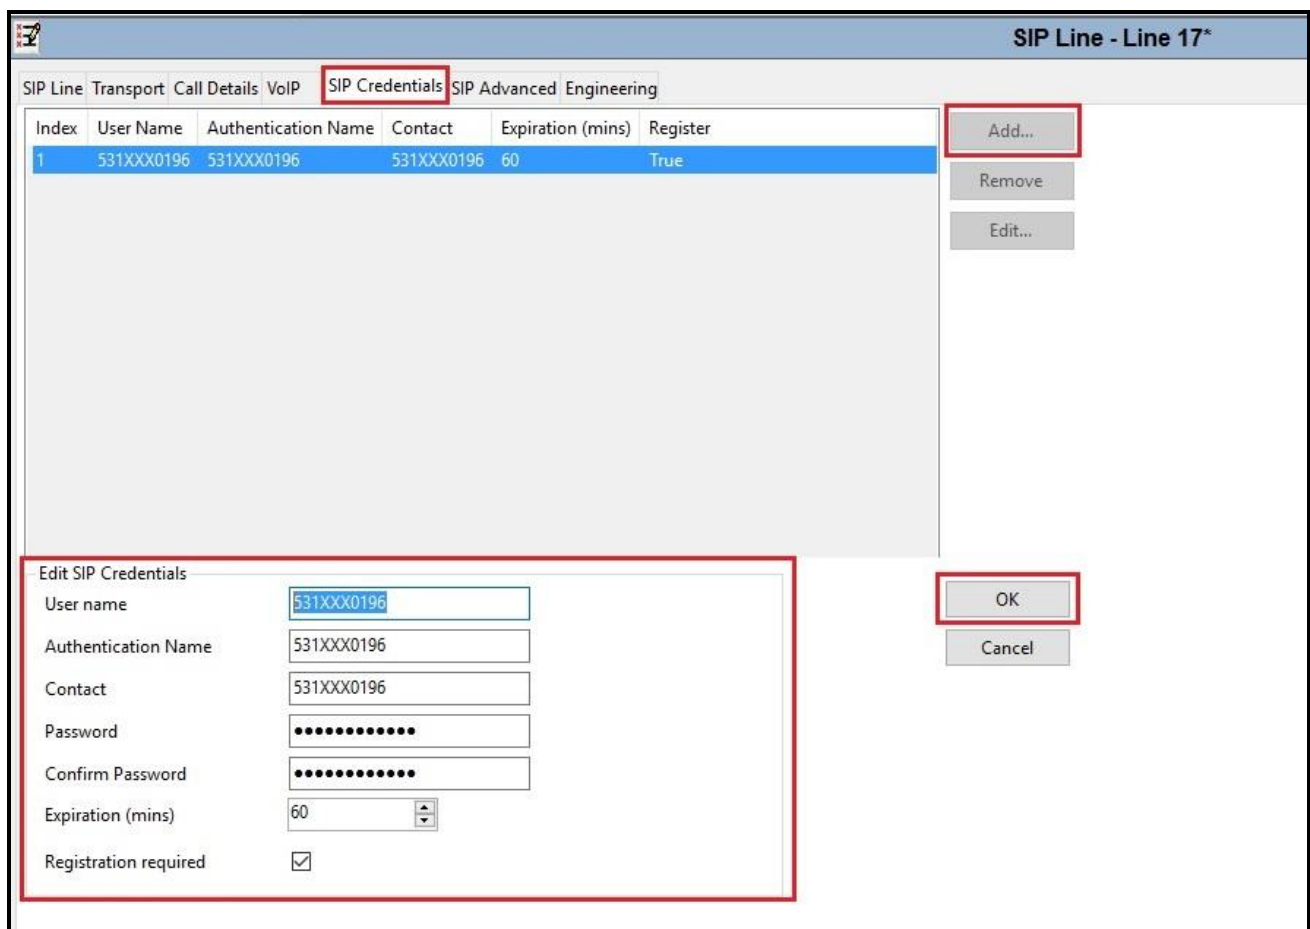 SIP Line - Line 17*
SIP Line Transport Call Details VoIP SIP Credentials SIP Advanced Engineering
Index User Name Authentication Name Contact Expiration (mins) Register
1 531XXX0196 531XXX0196 531XXX0196 60 True
Add...
Remove
Edit...
Edit SIP Credentials
User name 531XXX0196
Authentication Name 531XXX0196
Contact 531XXX0196
Password ●●●●●●●●●●●●
Confirm Password ●●●●●●●●●●●●
Expiration (mins) 60
Registration required
OK
Cancel